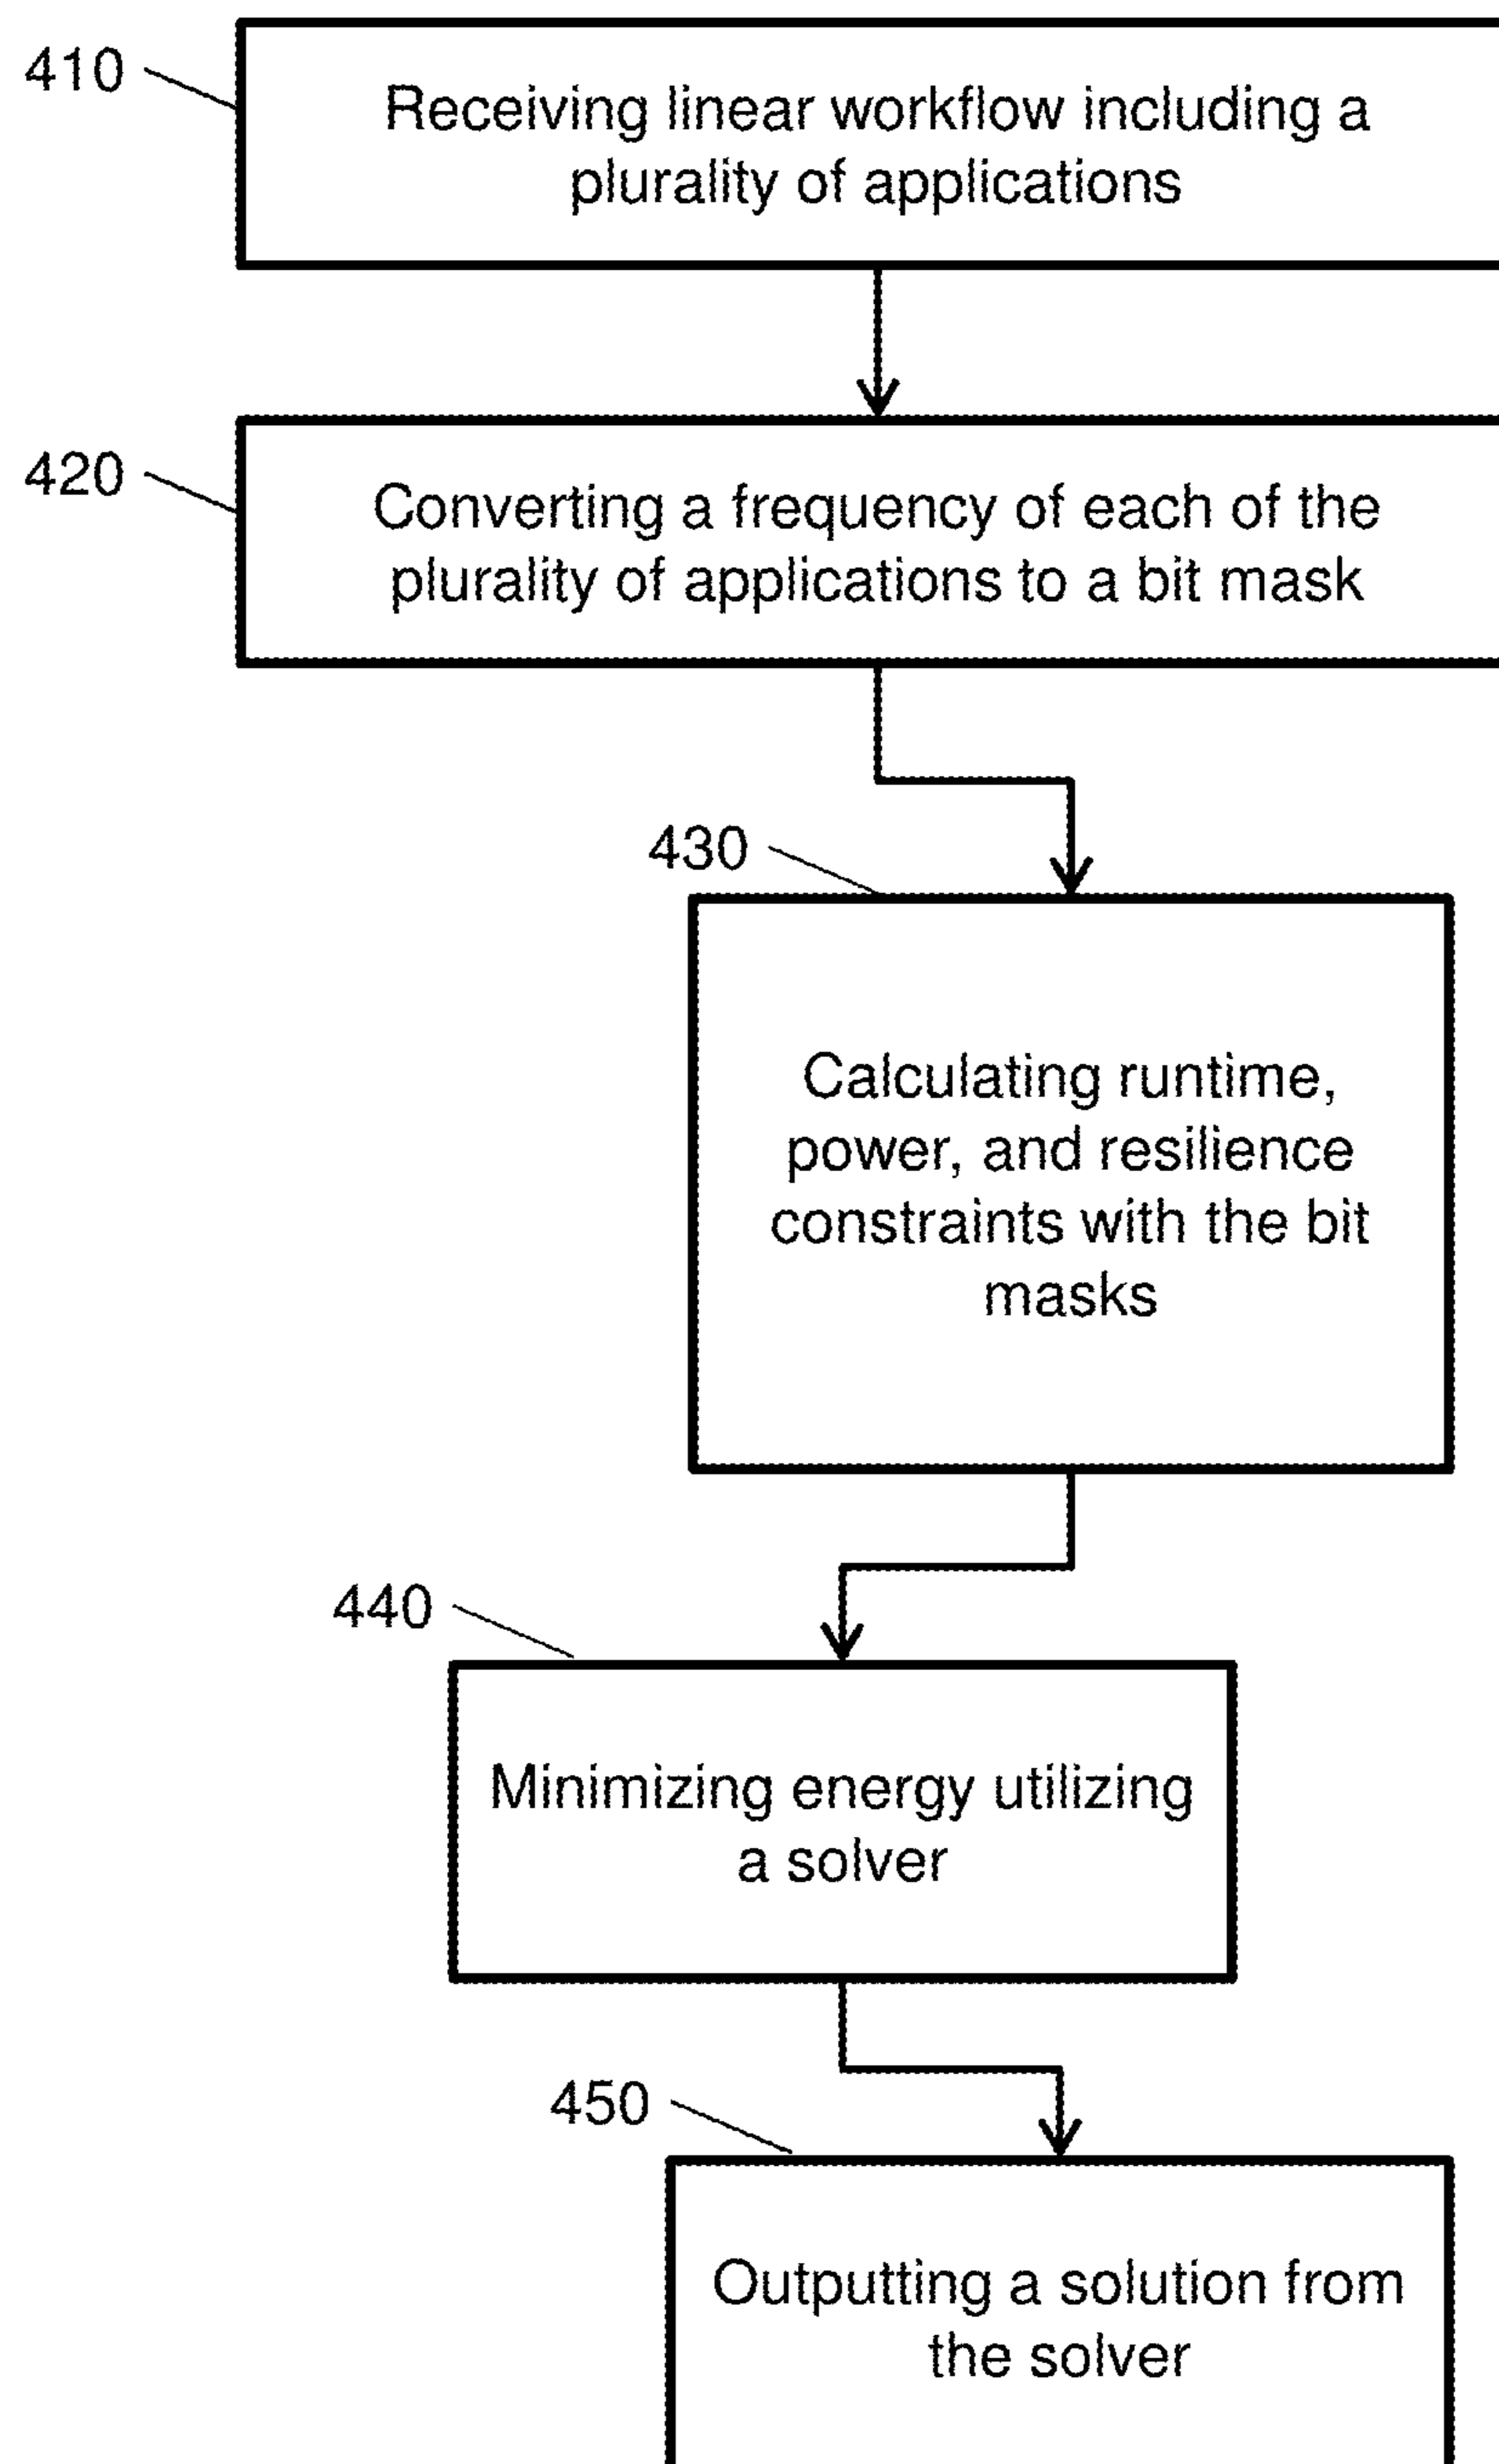 410
Receiving linear workflow including a
plurality of applications
420
Converting a frequency of each of the
plurality of applications to a bit mask
430
Calculating runtime,
power, and resilience
constraints with the bit
masks
440
Minimizing energy utilizing
a solver
450
Outputting a solution from
the solver